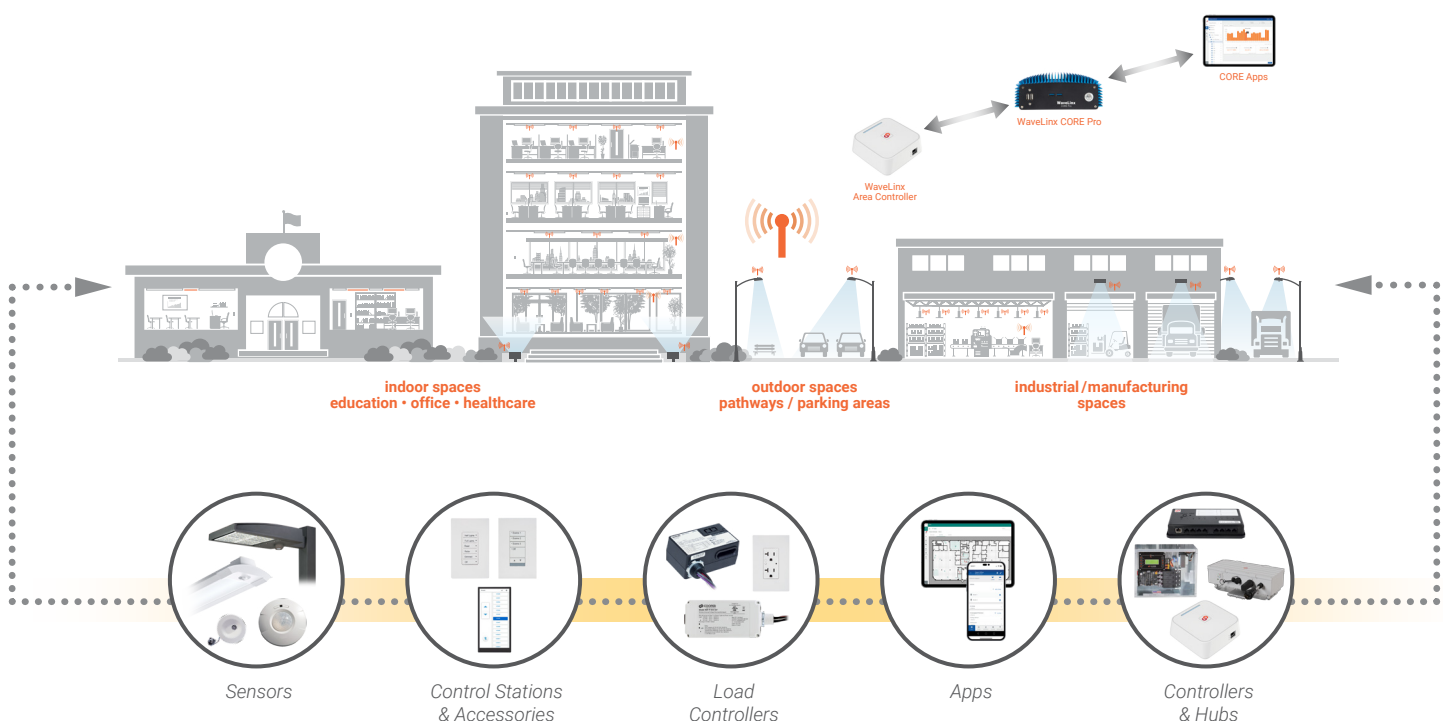 CORE Apps
WaveLinx
WaveLinx CORE Pro
WaveLinx
Area Controller
indoor spaces
education • office • healthcare
outdoor spaces
pathways / parking areas
industrial/manufacturing
spaces
Sensors
Control Stations
& Accessories
Load
Controllers
Apps
Controllers
& Hubs